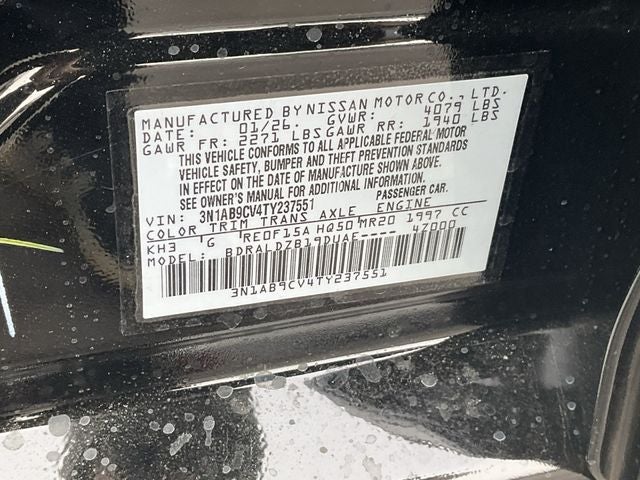 MANUFACTURED BY NISSAN MOTOR CO., LTD.
DATE: 01/26, GVWR: 4079 LBS
GAWR FR: 2271 LBS GAWR RR: 1940 LBS
THIS VEHICLE CONFORMS TO ALL APPLICABLE FEDERAL MOTOR
VEHICLE SAFETY, BUMPER AND THEFT PREVENTION STANDARDS
IN EFFECT ON THE DATE OF MANUFACTURE SHOWN ABOVE.
SEE OWNER'S MANUAL FOR ADDITIONAL INFORMATION.
VIN: 3N1AB9CV4TY237551 PASSENGER CAR.
COLOR TRIM TRANS AXLE ENGINE
KH3 'G 'RE0F15A HQ50 MR20 1997 CC
MODEL: BDRALDZB19DUAE---- 4Z000
3N1AB9CV4TY237551